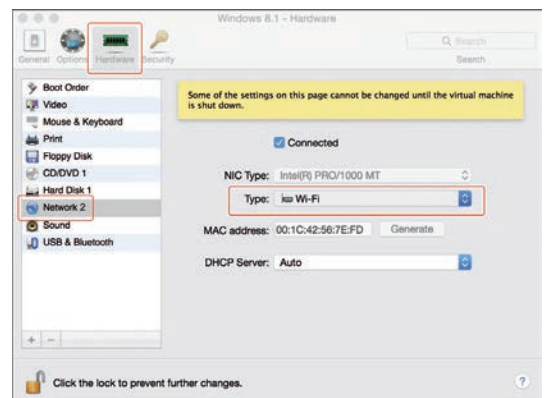 Windows 8.1 – Hardware
General Options Hardware Security
Search
Search
Boot Order
Video
Mouse & Keyboard
Print
Floppy Disk
CD/DVD 1
Hard Disk 1
Network 2
Sound
USB & Bluetooth
Some of the settings on this page cannot be changed until the virtual machine
is shut down.
Connected
NIC Type: Intel(R) PRO/1000 MT
Type: Wi-Fi
MAC address: 00:1C:42:56:7E:FD Generate
DHCP Server: Auto
+ -
Click the lock to prevent further changes.
?